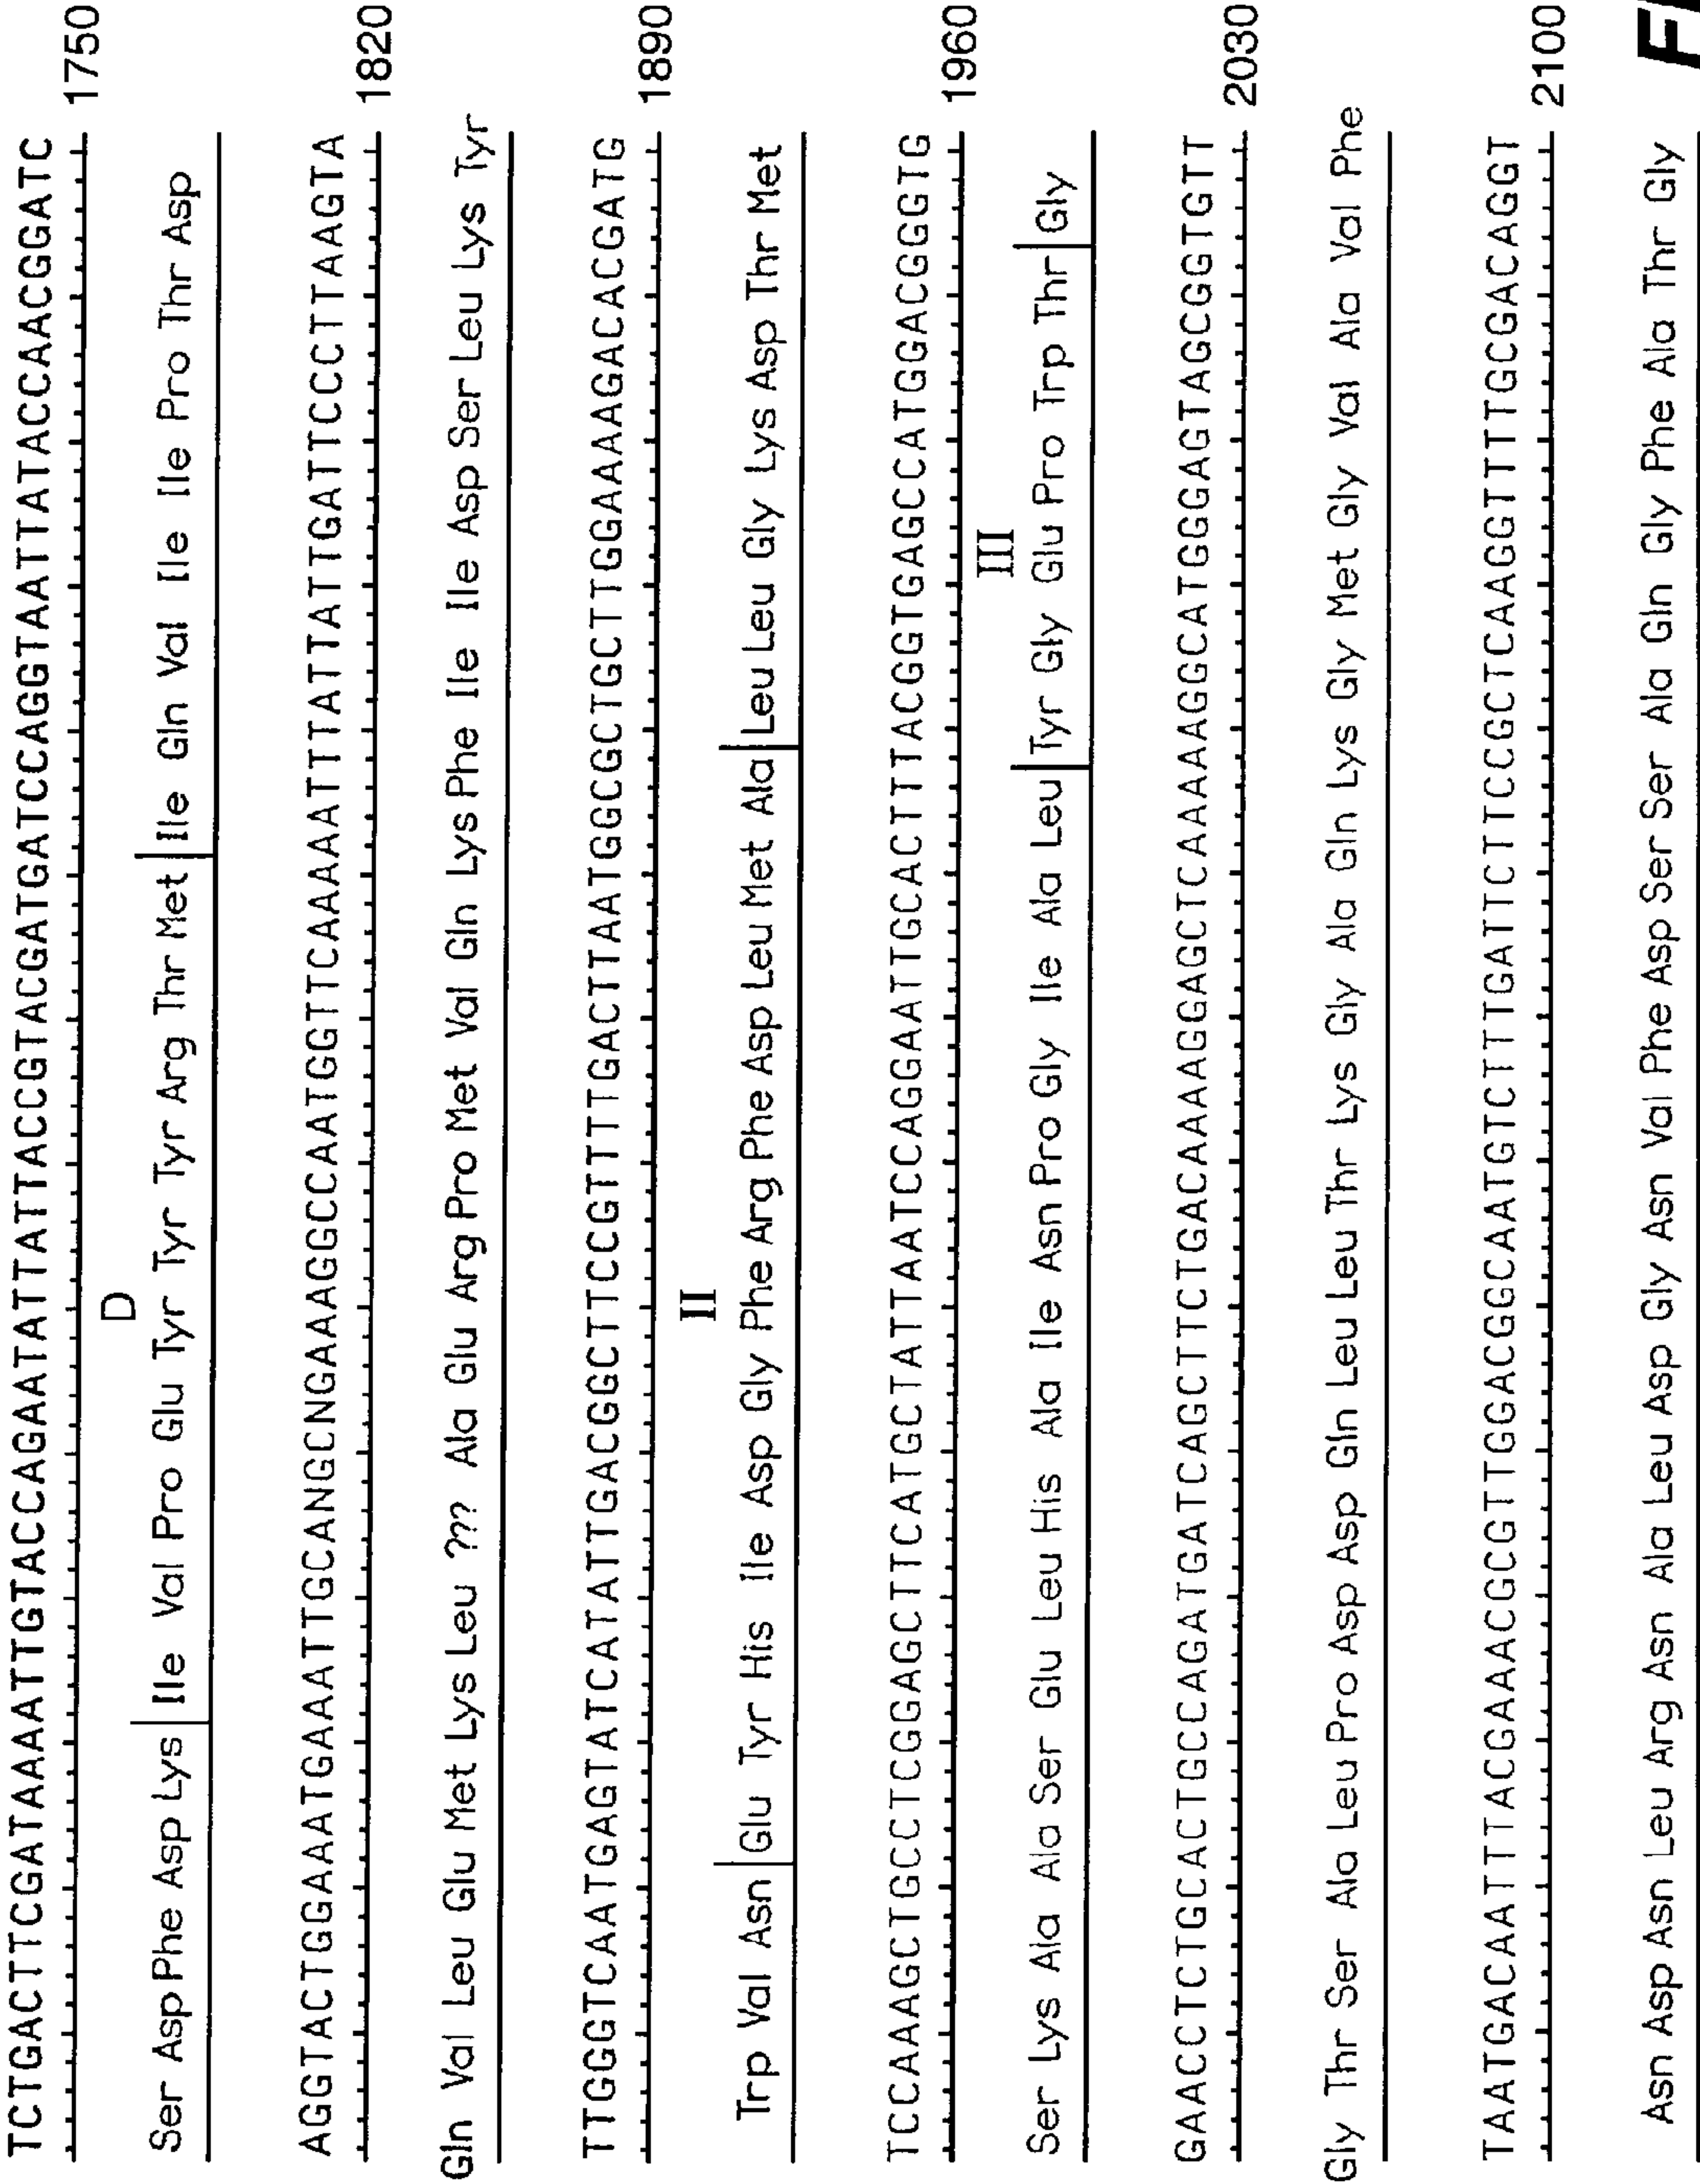 TCTGACTTCGATAAAATTGTACCAGAATATTATTACCGTACGATGATCCAGGTAATTATACCAACGGATC 1750
D
Ser Asp Phe Asp Lys Ile Val Pro Glu Tyr Tyr Tyr Arg Thr Met Ile Gln Val Ile Ile Pro Thr Asp
AGGTACTGGAAATGAAATTGCANGCNGAAAGGCCAATGGTTCAAAAATTTATTATTGATTCCCTTAAGTA 1820
Gln Val Leu Glu Met Lys Leu ??? Ala Glu Arg Pro Met Val Gln Lys Phe Ile Ile Asp Ser Leu Lys Tyr
TTGGGTCAATGAGTATCATATTGACGGCTTCCGTTTTGACTTAATGGCGCTGCTTGGAAAAGACACGATG 1890
II
Trp Val Asn Glu Tyr His Ile Asp Gly Phe Arg Phe Asp Leu Met Ala Leu Leu Gly Lys Asp Thr Met
TCCAAAGCTGCCTCGGAGCTTCATGCTATTAATCCAGGAATTGCACTTTACGGTGAGCCATGGACGGGTG 1960
III
Ser Lys Ala Ala Ser Glu Leu His Ala Ile Asn Pro Gly Ile Ala Leu Tyr Gly Glu Pro Trp Thr Gly
GAACCTCTGCACTGCCAGATGATCAGCTTCTGACAAAAGGAGCTCAAAAAGGCATGGGAGTAGCGGTGTT 2030
Gly Thr Ser Ala Leu Pro Asp Asp Gln Leu Leu Thr Lys Gly Ala Gln Lys Gly Met Gly Val Ala Val Phe
TAATGACAATTTACGAAACGCGTTGGACGGCAATGTCTTTGATTCTTCCGCTCAAGGTTTTGCGACAGGT 2100
Asn Asp Asn Leu Arg Asn Ala Leu Asp Gly Asn Val Phe Asp Ser Ser Ala Gln Gly Phe Ala Thr Gly